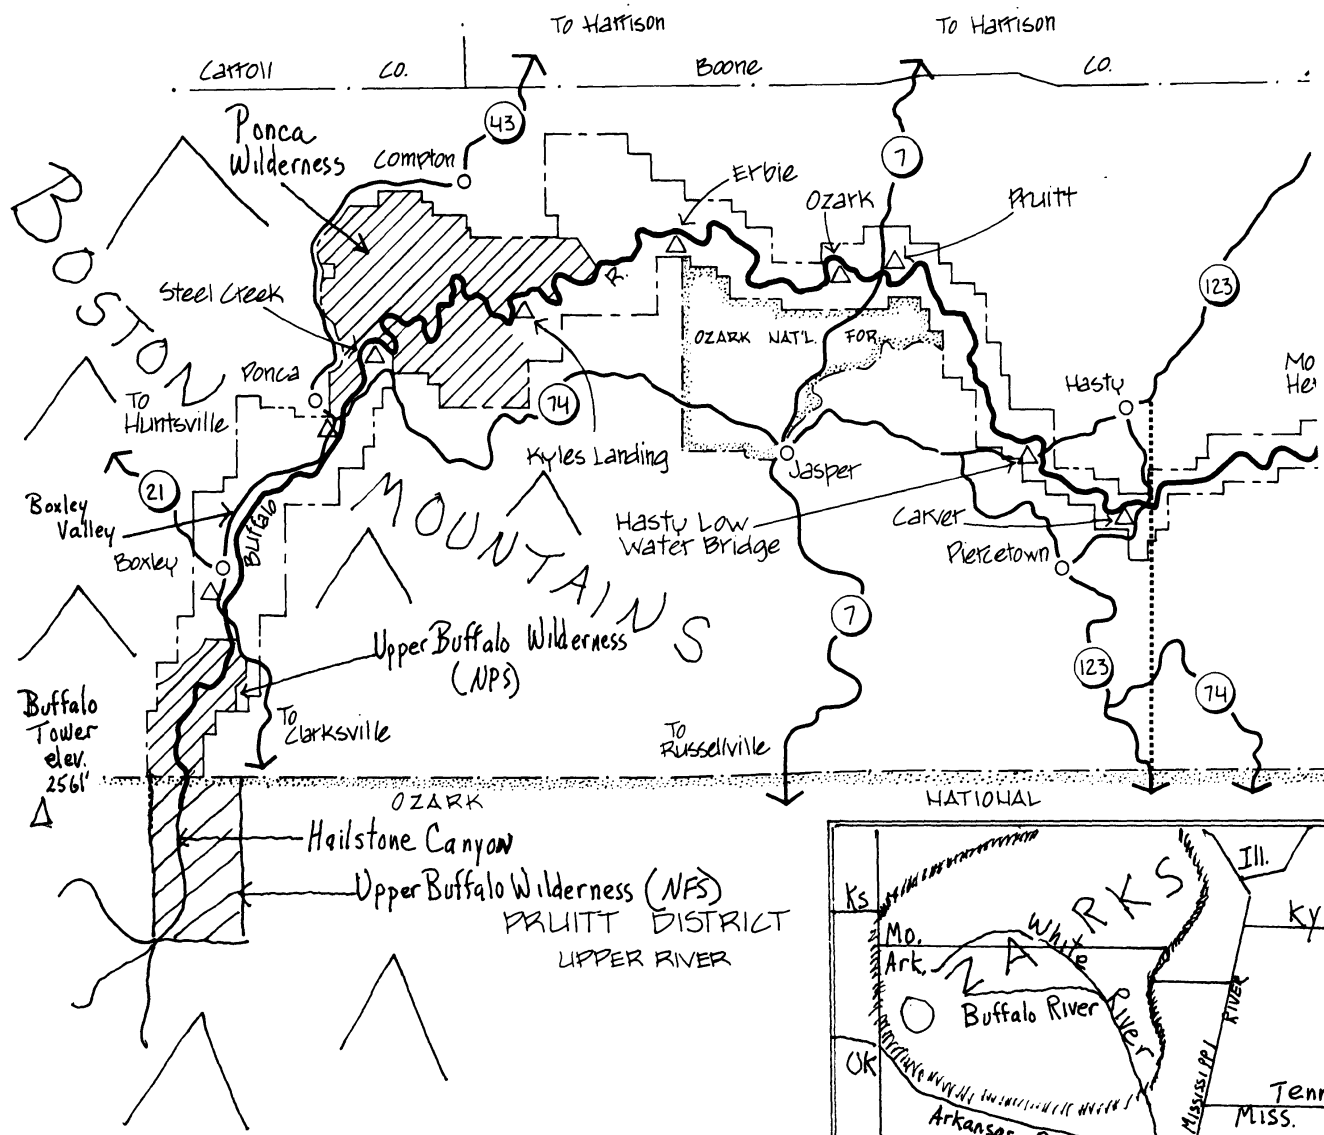 To Harrison
To Harrison
Carroll Co.
Boone Co.
Ponca
Wilderness
43
Compton
7
Erbie
Ozark
Pruitt
BOSTON
Steel Creek
R.
123
OZARK NAT'L. FOR.
Ponca
To
Huntsville
74
Hasty
Mo
Kyles Landing
Jasper
21
Boxley
Valley
Buffalo
MOUNTAINS
Hasty Low
Water Bridge
Carver
Boxley
Piercetown
7
Upper Buffalo Wilderness
(NPS)
123
74
Buffalo
Tower
elev.
2561'
To
Clarksville
To
Russellville
OZARK
NATIONAL
Hailstone Canyon
Upper Buffalo Wilderness (NFS)
PRUITT DISTRICT
UPPER RIVER
Ill.
Ks
Ky
Mo.
Ark.
OZARKS
White River
Buffalo River
MISSISSIPPI RIVER
OK
Tenn
Miss.
Arkansas